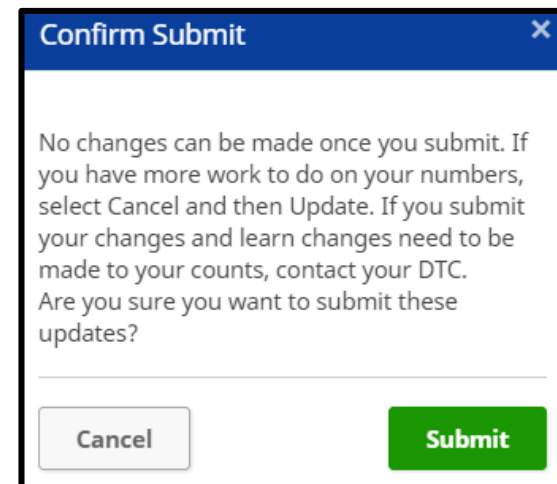 Confirm Submit ×
No changes can be made once you submit. If
you have more work to do on your numbers,
select Cancel and then Update. If you submit
your changes and learn changes need to be
made to your counts, contact your DTC.
Are you sure you want to submit these
updates?
Cancel Submit